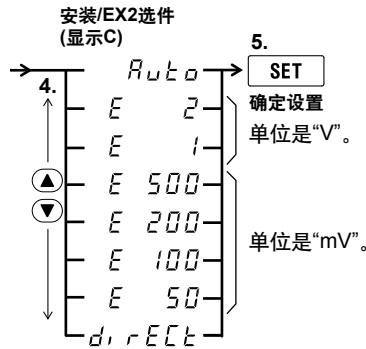 安装/EX2选件
(显示C)
5.
SET
4.
Auto
确定设置
E 2
单位是“V”。
E 1
E 500
E 200
单位是“mV”。
E 100
E 50
dirECt